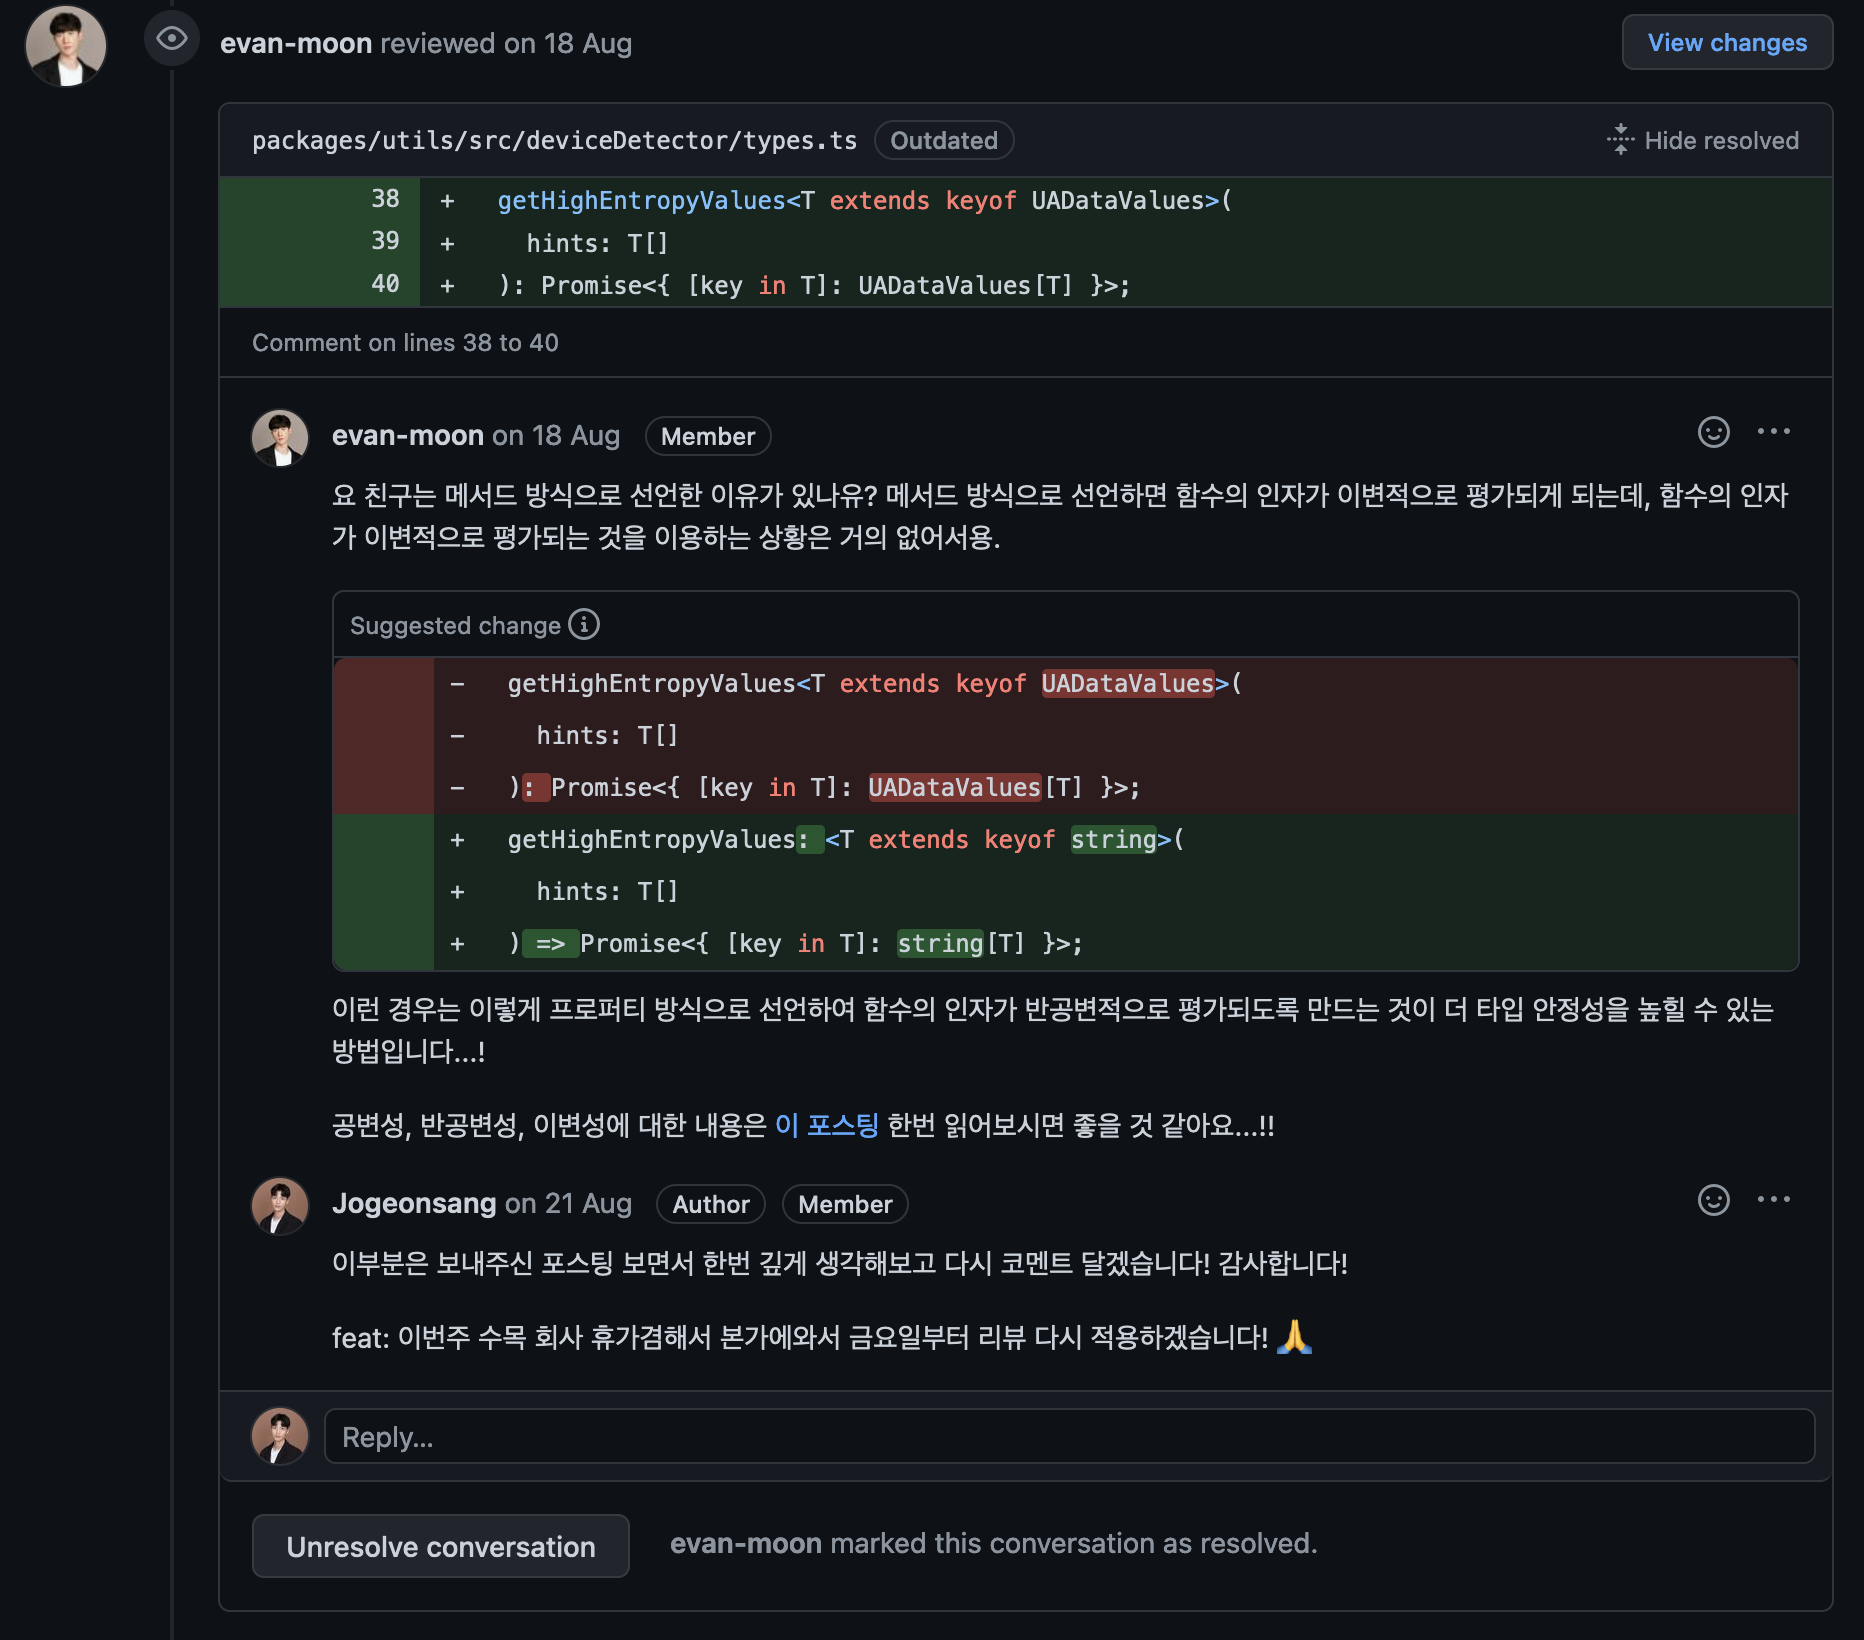 evan-moon reviewed on 18 Aug
View changes
packages/utils/src/deviceDetector/types.ts Outdated
Hide resolved
38 + getHighEntropyValues<T extends keyof UADataValues>(
39 + hints: T[]
40 + ): Promise<{ [key in T]: UADataValues[T] }>;
Comment on lines 38 to 40
evan-moon on 18 Aug Member
요 친구는 메서드 방식으로 선언한 이유가 있나유? 메서드 방식으로 선언하면 함수의 인자가 이변적으로 평가되게 되는데, 함수의 인자
가 이변적으로 평가되는 것을 이용하는 상황은 거의 없어서용.
Suggested change
- getHighEntropyValues<T extends keyof UADataValues>(
- hints: T[]
- ): Promise<{ [key in T]: UADataValues[T] }>;
+ getHighEntropyValues: <T extends keyof string>(
+ hints: T[]
+ ) => Promise<{ [key in T]: string[T] }>;
이런 경우는 이렇게 프로퍼티 방식으로 선언하여 함수의 인자가 반공변적으로 평가되도록 만드는 것이 더 타입 안정성을 높힐 수 있는
방법입니다...!
공변성, 반공변성, 이변성에 대한 내용은 이 포스팅 한번 읽어보시면 좋을 것 같아요...!!
Jogeonsang on 21 Aug Author Member
이부분은 보내주신 포스팅 보면서 한번 깊게 생각해보고 다시 코멘트 달겠습니다! 감사합니다!
feat: 이번주 수목 회사 휴가겸해서 본가에와서 금요일부터 리뷰 다시 적용하겠습니다! 🙏
Reply...
Unresolve conversation
evan-moon marked this conversation as resolved.